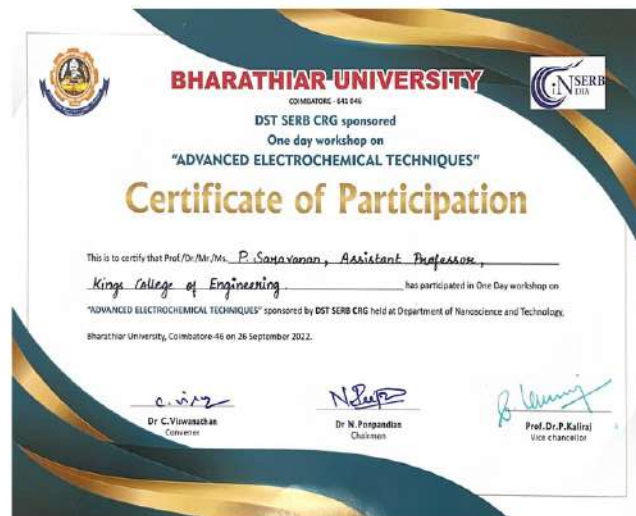 BHARATHIAR UNIVERSITY
COIMBATORE - 641 046
SERB
INDIA
DST SERB CRG sponsored
One day workshop on
"ADVANCED ELECTROCHEMICAL TECHNIQUES"
Certificate of Participation
This is to certify that Prof/Dr/Mr/Ms. P. Saravanan, Assistant Professor,
Kings College of Engineering. has participated in One Day workshop on
"ADVANCED ELECTROCHEMICAL TECHNIQUES" sponsored by DST SERB CRG held at Department of Nanoscience and Technology,
Bharathiar University, Coimbatore-46 on 26 September 2022.
Dr C.Viswanathan
Convener
Dr N.Ponpandian
Chairman
Prof.Dr.P.Kaliraj
Vice chancellor